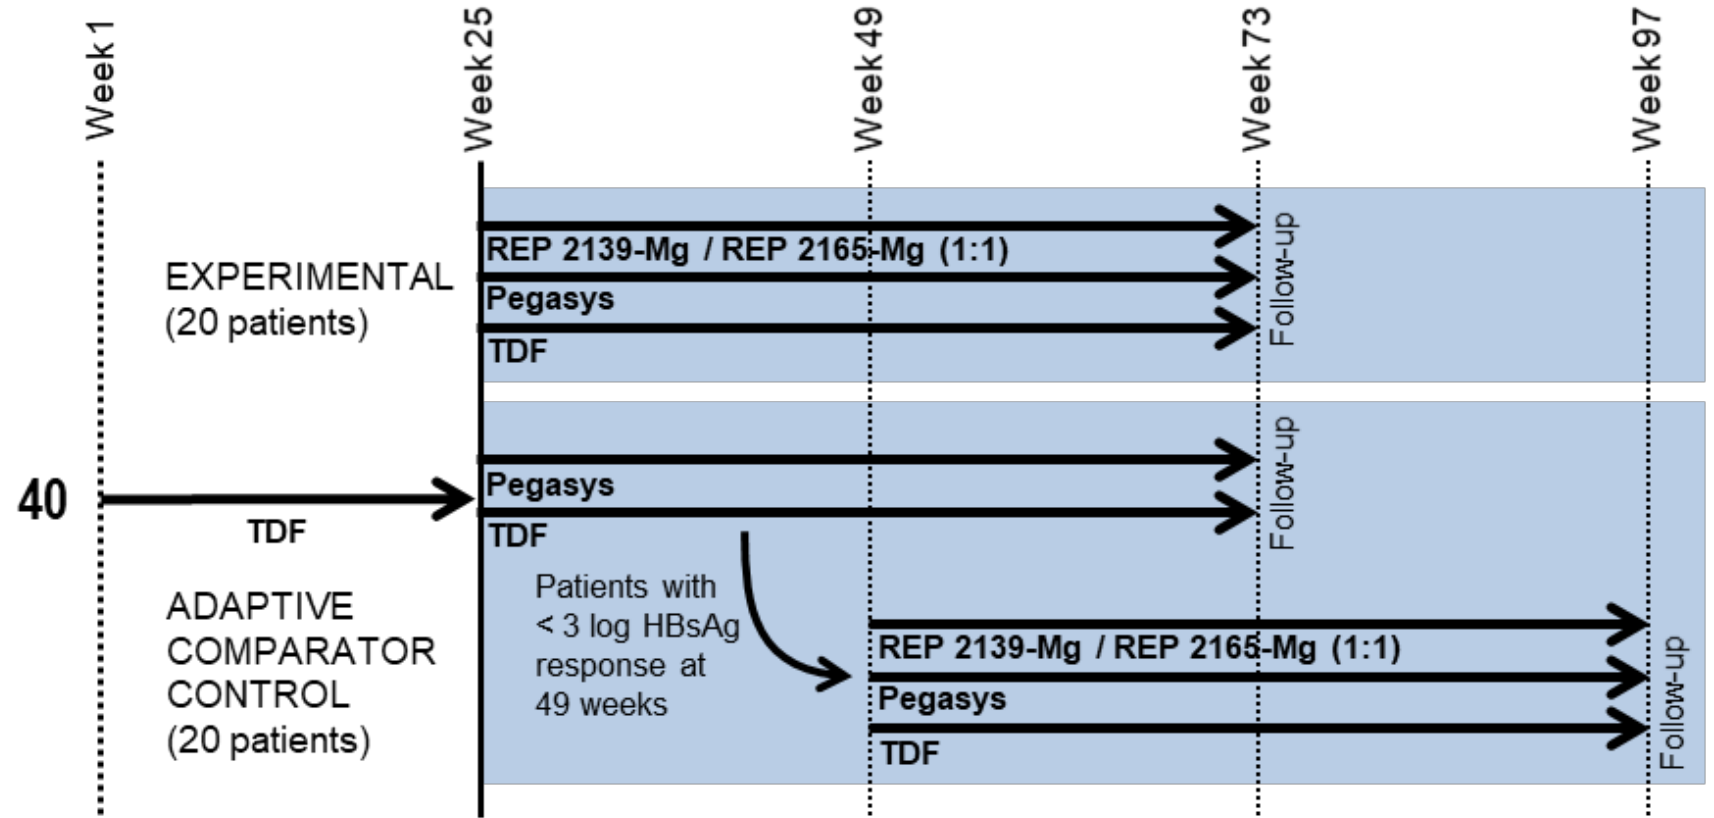 Week 1
Week 25
Week 49
Week 73
Week 97
EXPERIMENTAL
(20 patients)
REP 2139-Mg / REP 2165-Mg (1:1)
Pegasys
TDF
Follow-up
40
TDF
ADAPTIVE
COMPARATOR
CONTROL
(20 patients)
Pegasys
TDF
Follow-up
Patients with
< 3 log HBsAg
response at
49 weeks
REP 2139-Mg / REP 2165-Mg (1:1)
Pegasys
TDF
Follow-up